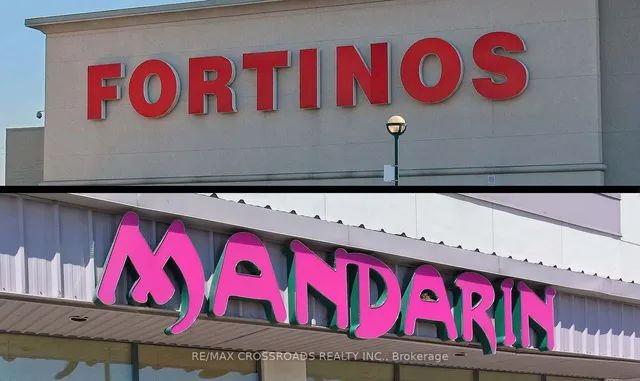 FORTINOS
MANDARIN
RE/MAX CROSSROADS REALTY INC., Brokerage